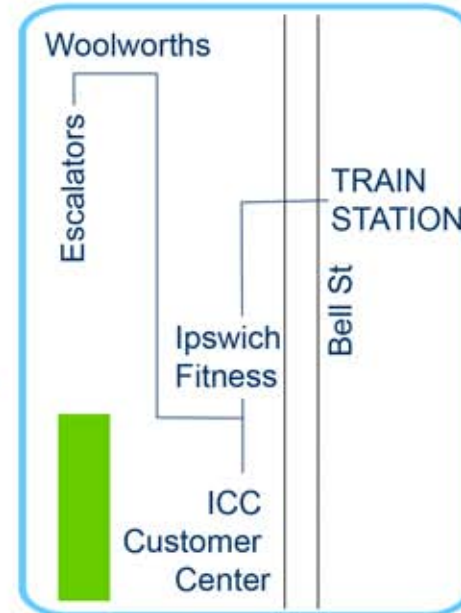 Woolworths
Escalators
TRAIN
STATION
Bell St
Ipswich
Fitness
ICC
Customer
Center